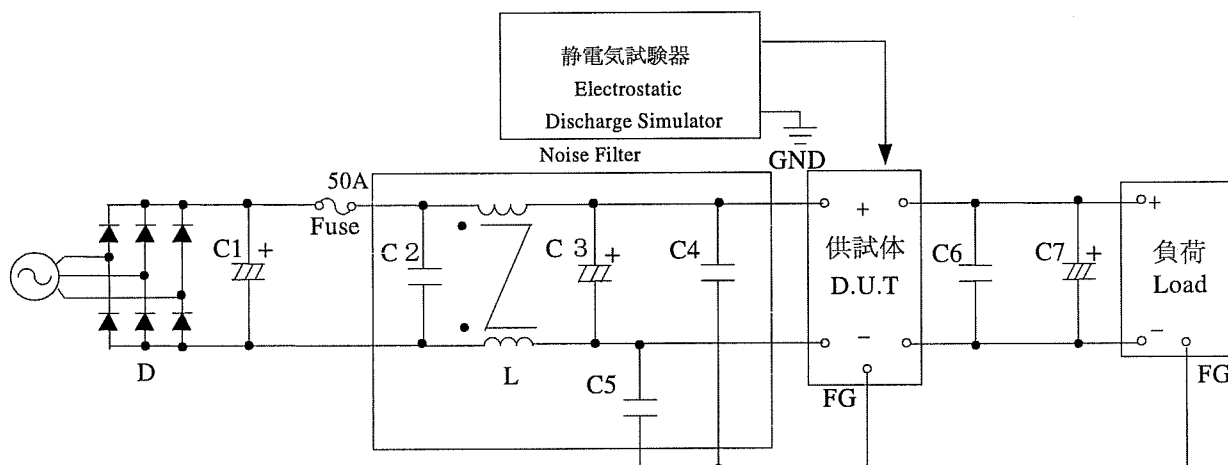 静電気試験器
Electrostatic
Discharge Simulator
Noise Filter
GND
50A
Fuse
C1
+
C 2
C 3
+
C4
+
供試体
D.U.T
−
C6
C7
+
+
負荷
Load
−
D
L
C5
FG
FG